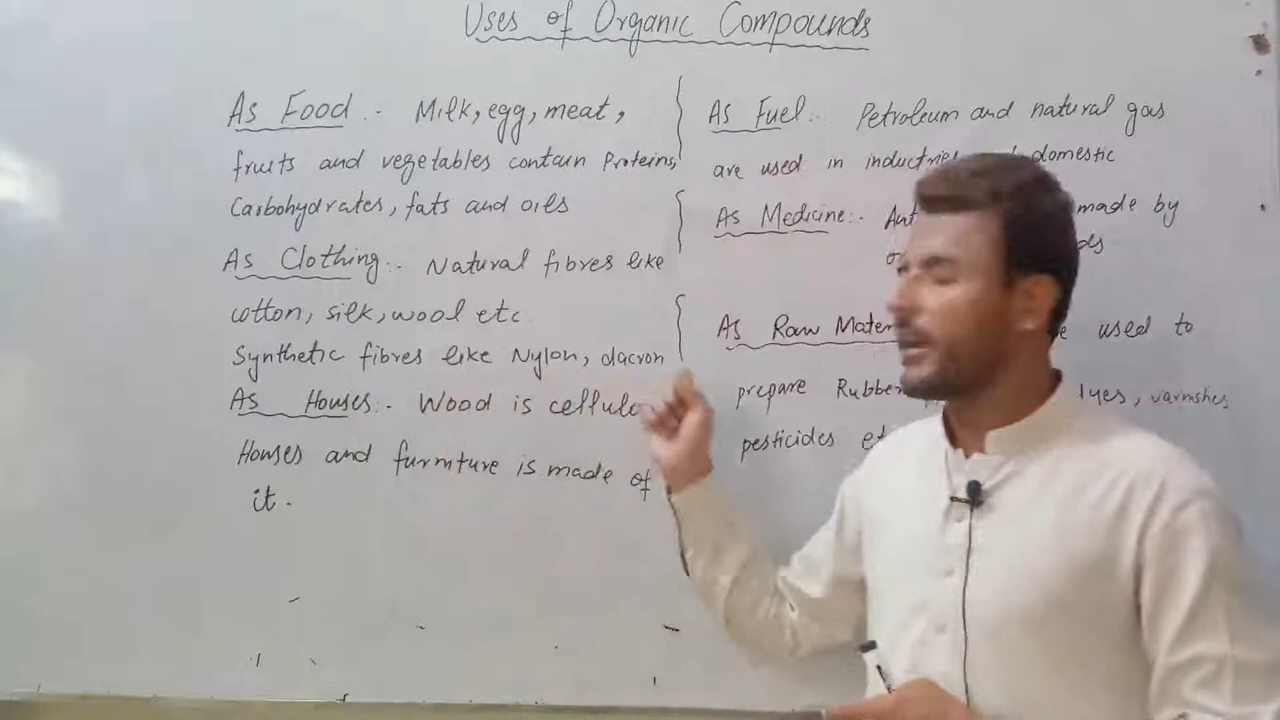 Uses of Organic Compounds
As Food :- Milk, egg, meat,
fruits and vegetables contain Proteins,
Carbohydrates, fats and oils
As Clothing :- Natural fibres like
cotton, silk, wool etc
Synthetic fibres like Nylon, dacron
As Houses :- Wood is cellulo
Houses and furniture is made of
it.
As Fuel :- Petroleum and natural gas
are used in domestic
As Medicine :- made by
As Raw used to
prepare Rubber varnishes
pesticides